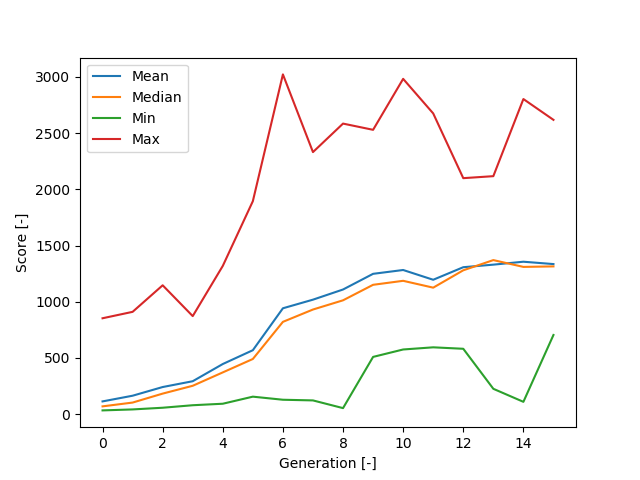 Mean
Median
Min
Max
3000
2500
2000
1500
1000
500
0
Score [-]
0 2 4 6 8 10 12 14
Generation [-]